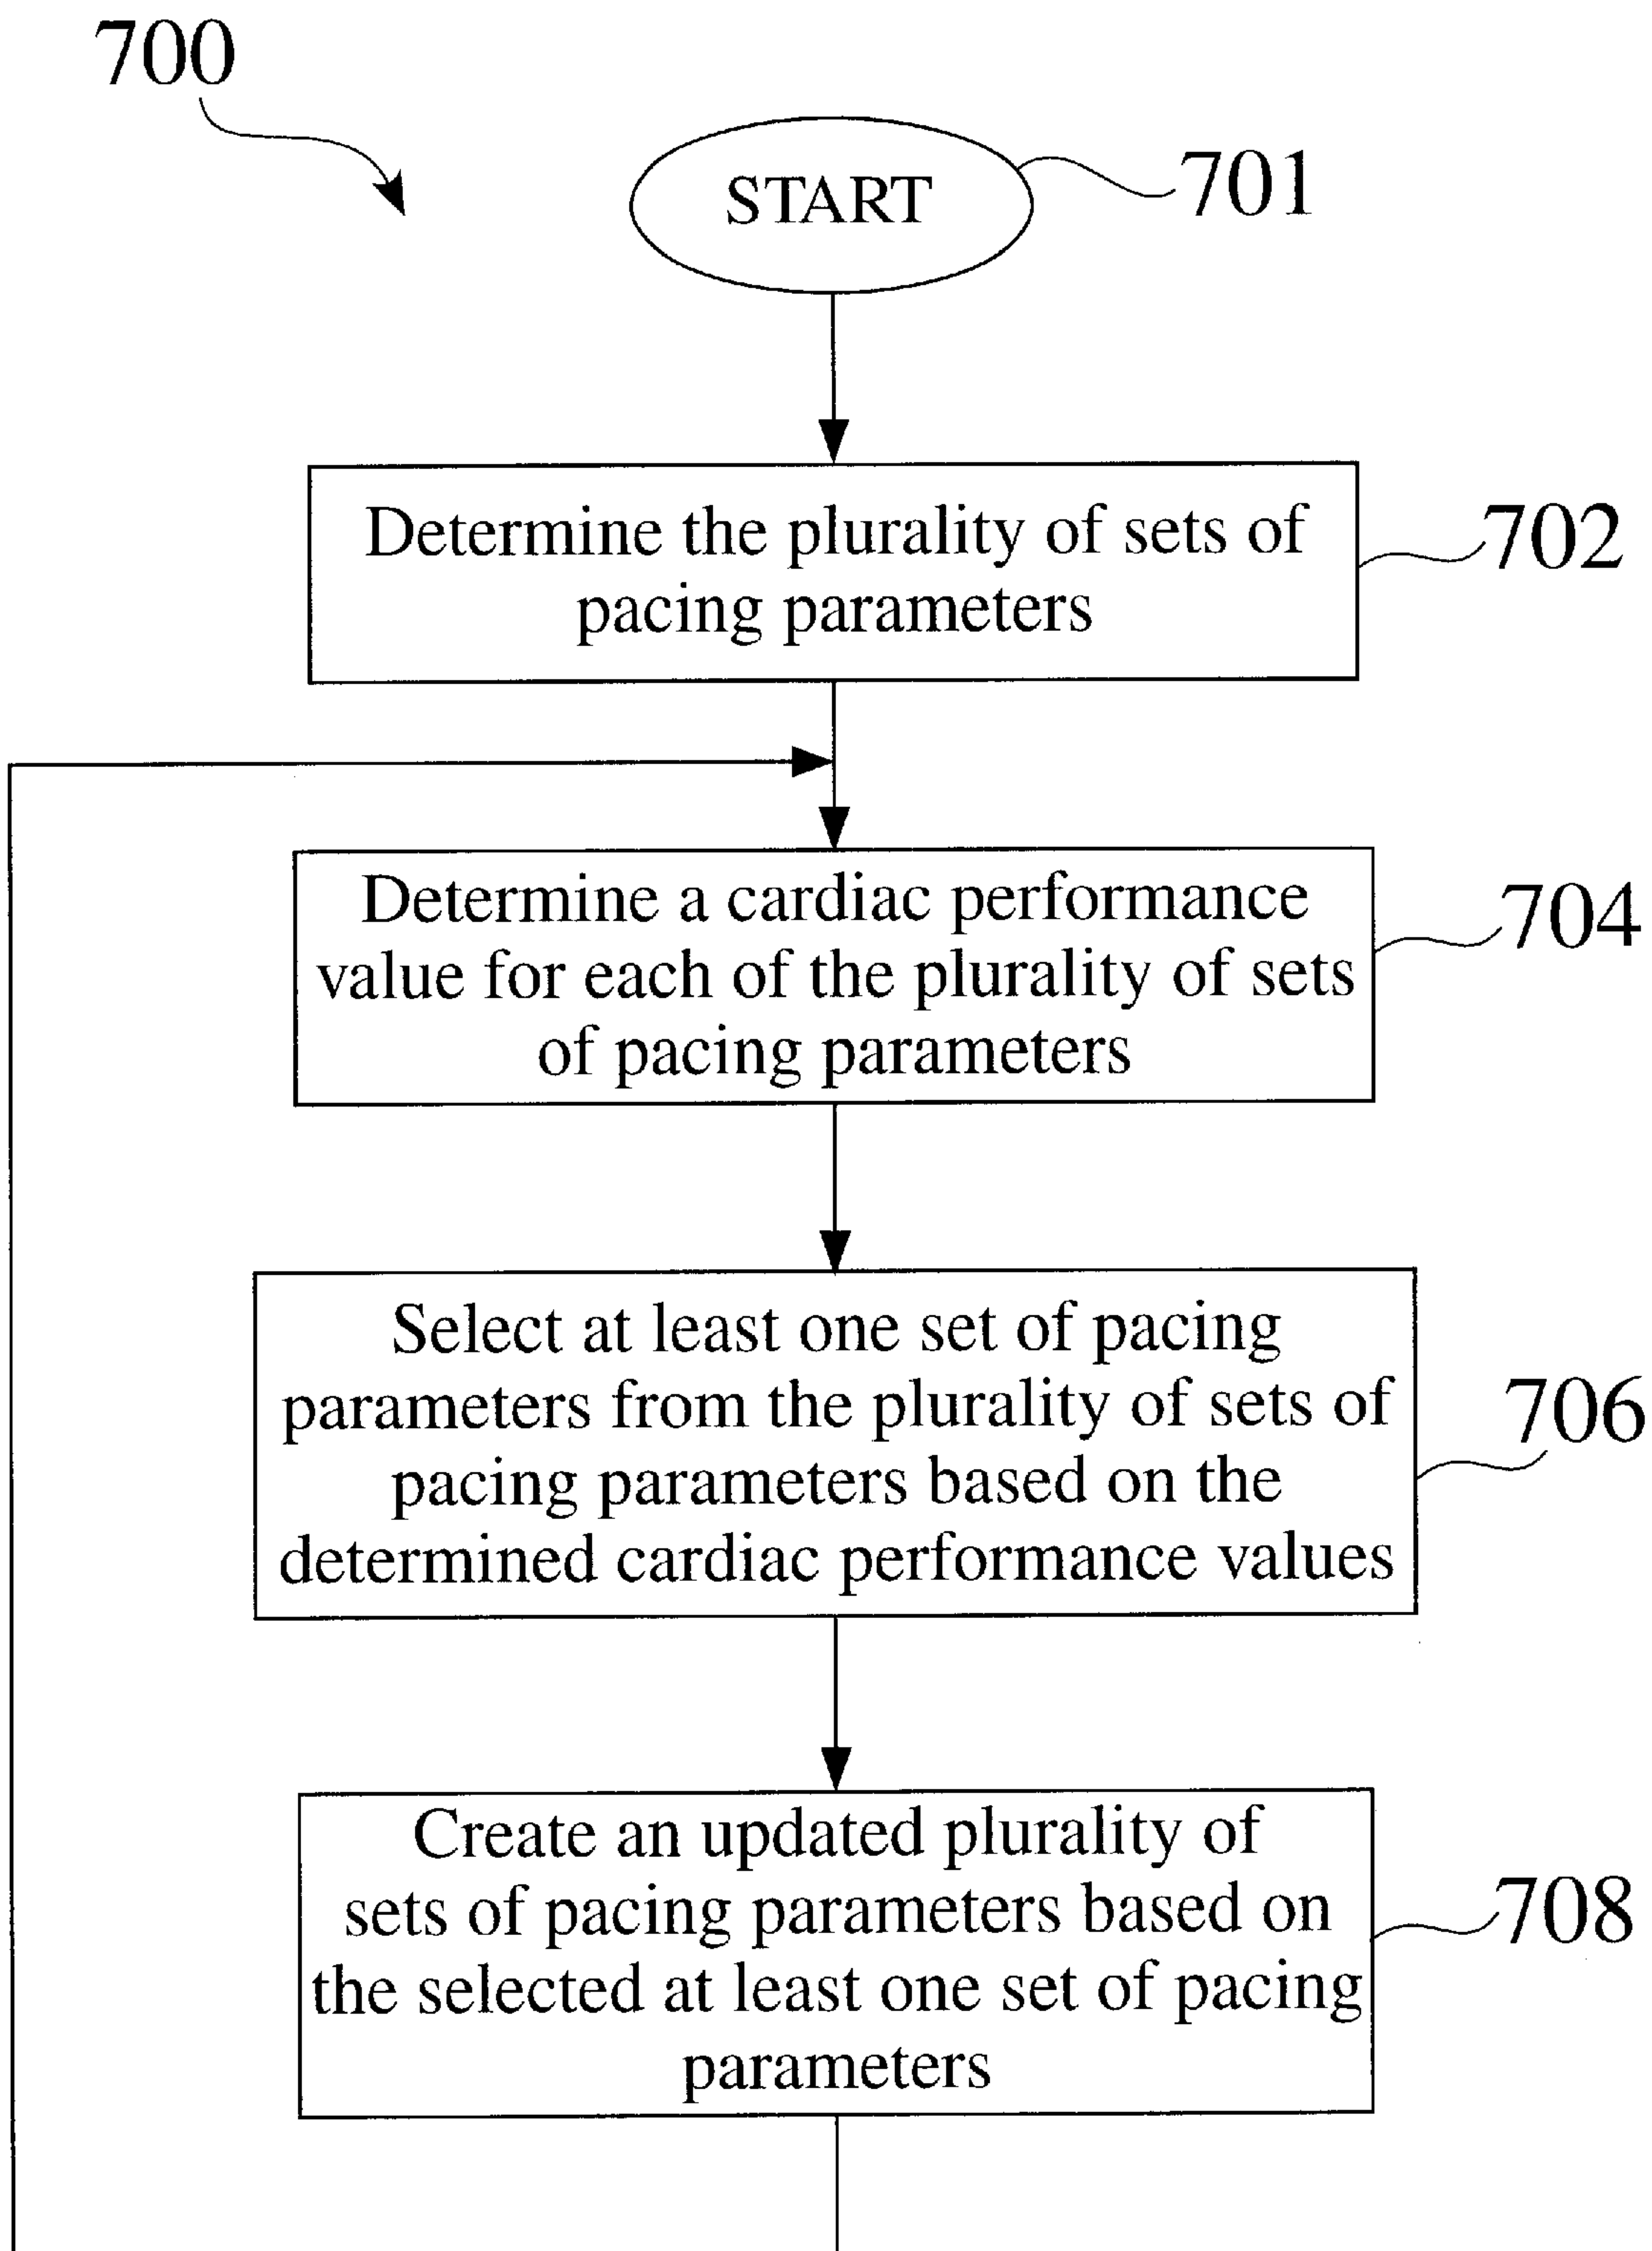 700
START
701
Determine the plurality of sets of
pacing parameters
702
Determine a cardiac performance
value for each of the plurality of sets
of pacing parameters
704
Select at least one set of pacing
parameters from the plurality of sets of
pacing parameters based on the
determined cardiac performance values
706
Create an updated plurality of
sets of pacing parameters based on
the selected at least one set of pacing
parameters
708